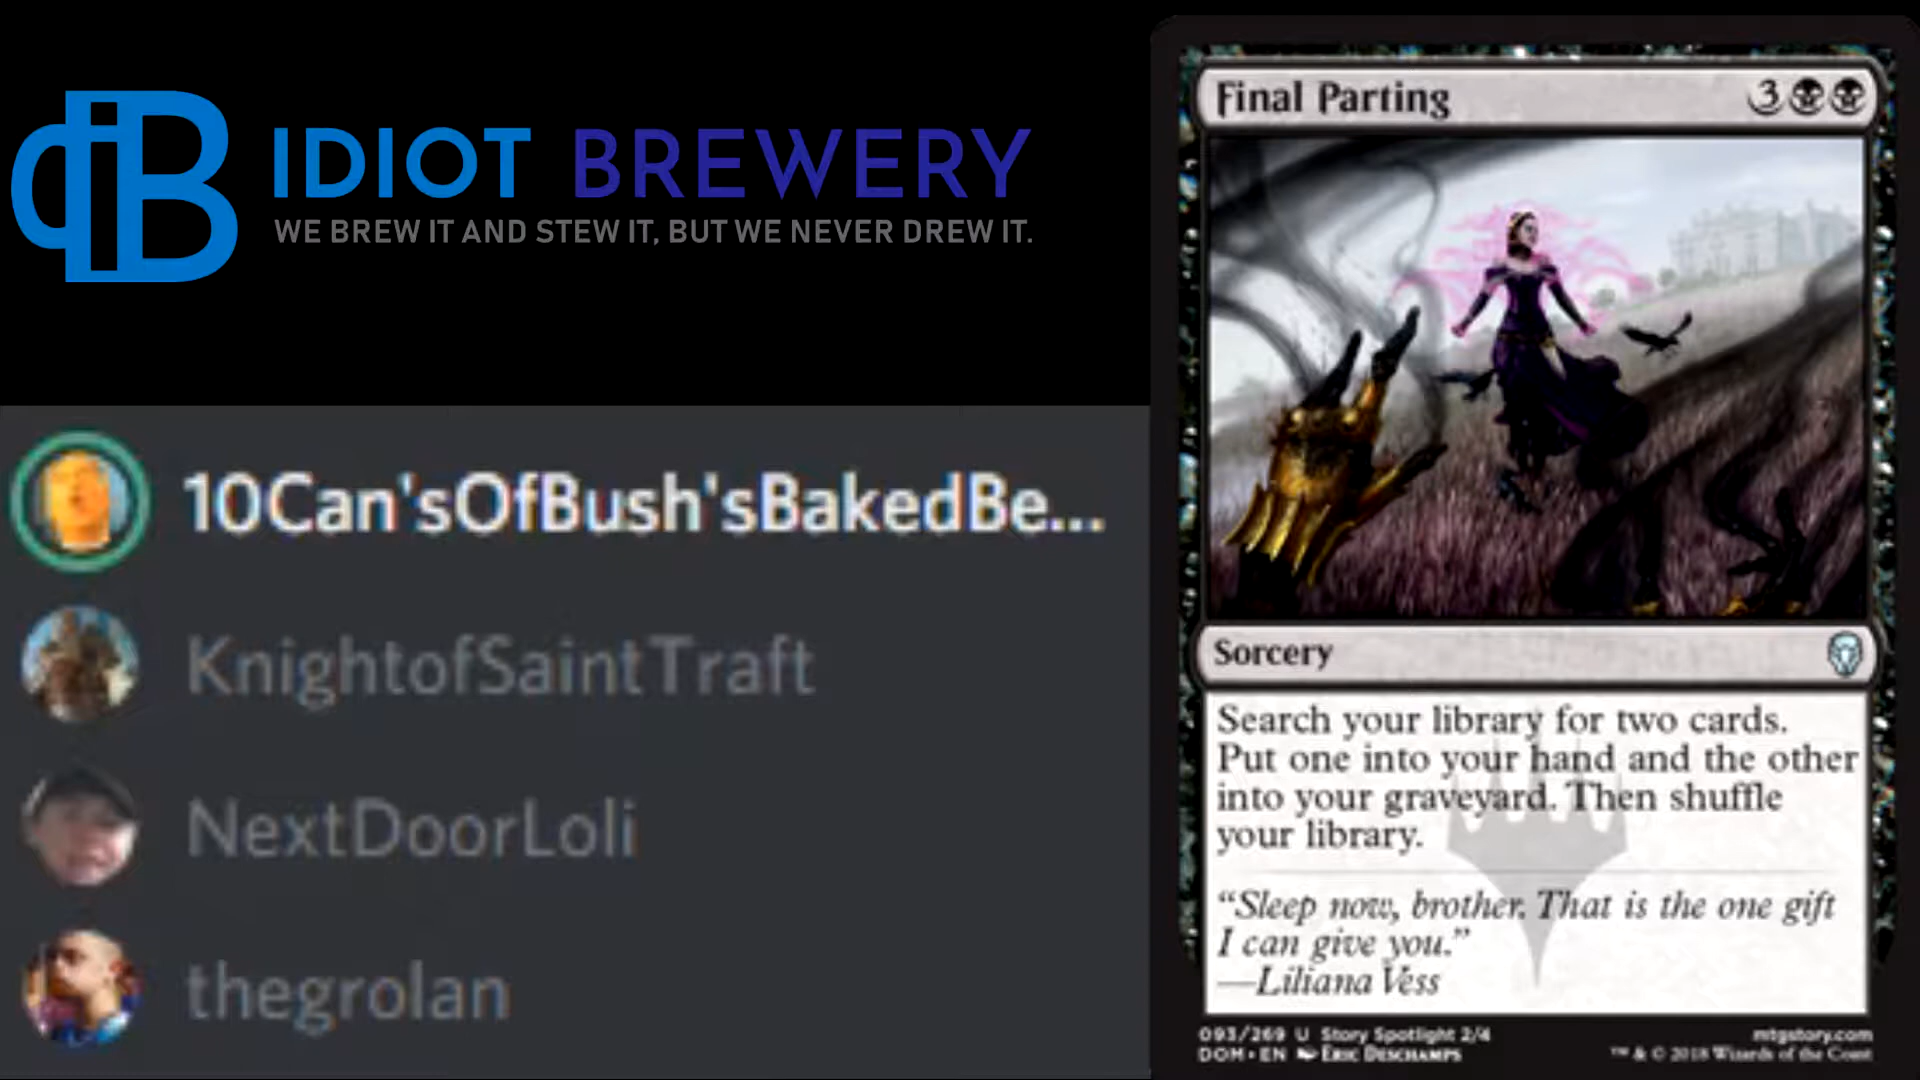 iB IDIOT BREWERY
WE BREW IT AND STEW IT, BUT WE NEVER DREW IT.
10Can'sOfBush'sBakedBe...
KnightofSaintTraft
NextDoorLoli
thegrolan
Final Parting 3
Sorcery
Search your library for two cards.
Put one into your hand and the other
into your graveyard. Then shuffle
your library.
“Sleep now, brother. That is the one gift
I can give you.”
—Liliana Vess
093/269 U Story Spotlight 2/4
mtgstory.com
DOM • EN Eric Deschamps
™ & © 2018 Wizards of the Coast